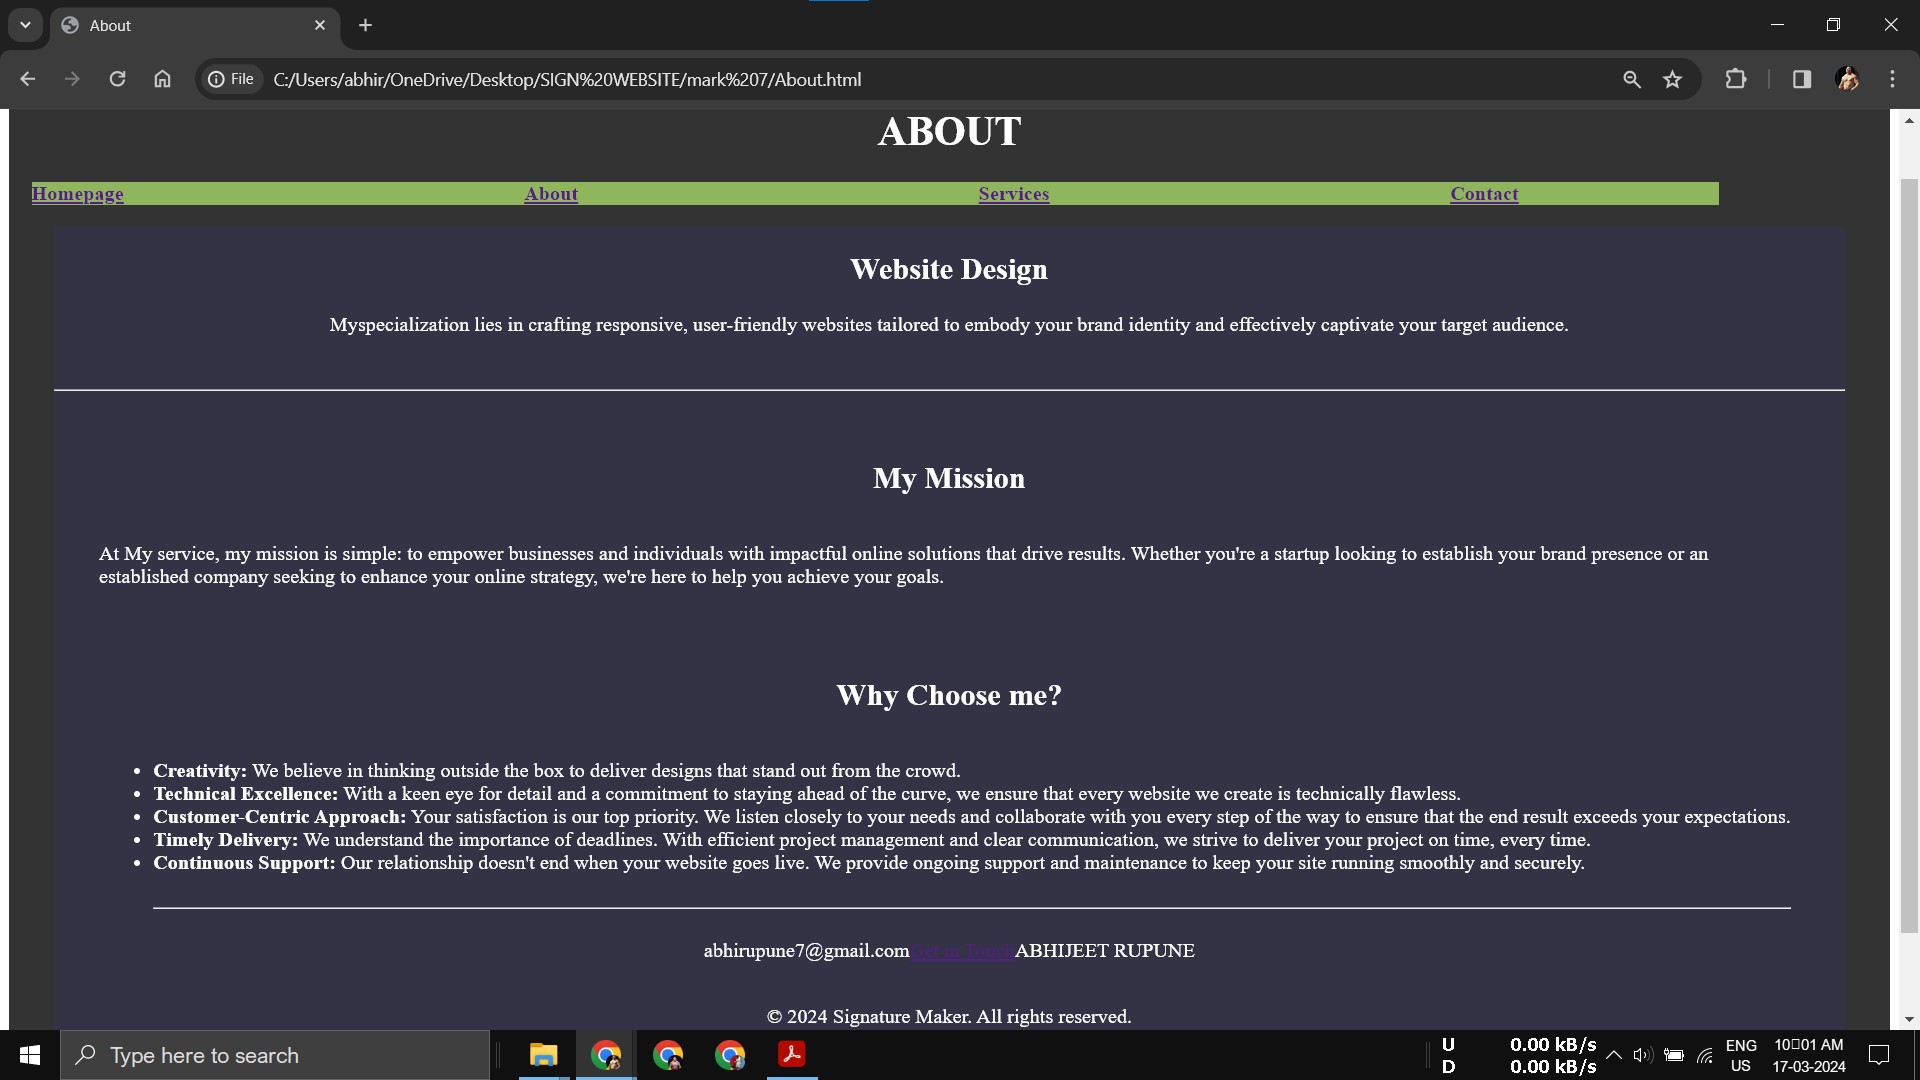 About
File
C:/Users/abhir/OneDrive/Desktop/SIGN%20WEBSITE/mark%207/About.html
ABOUT
Homepage About Services Contact
Website Design
Myspecialization lies in crafting responsive, user-friendly websites tailored to embody your brand identity and effectively captivate your target audience.
My Mission
At My service, my mission is simple: to empower businesses and individuals with impactful online solutions that drive results. Whether you're a startup looking to establish your brand presence or an
established company seeking to enhance your online strategy, we're here to help you achieve your goals.
Why Choose me?
• Creativity: We believe in thinking outside the box to deliver designs that stand out from the crowd.
• Technical Excellence: With a keen eye for detail and a commitment to staying ahead of the curve, we ensure that every website we create is technically flawless.
• Customer-Centric Approach: Your satisfaction is our top priority. We listen closely to your needs and collaborate with you every step of the way to ensure that the end result exceeds your expectations.
• Timely Delivery: We understand the importance of deadlines. With efficient project management and clear communication, we strive to deliver your project on time, every time.
• Continuous Support: Our relationship doesn't end when your website goes live. We provide ongoing support and maintenance to keep your site running smoothly and securely.
abhirupune7@gmail.comGet in TouchABHIJEET RUPUNE
© 2024 Signature Maker. All rights reserved.
Type here to search
U 0.00 kB/s
D 0.00 kB/s
ENG
US
10▯01 AM
17-03-2024